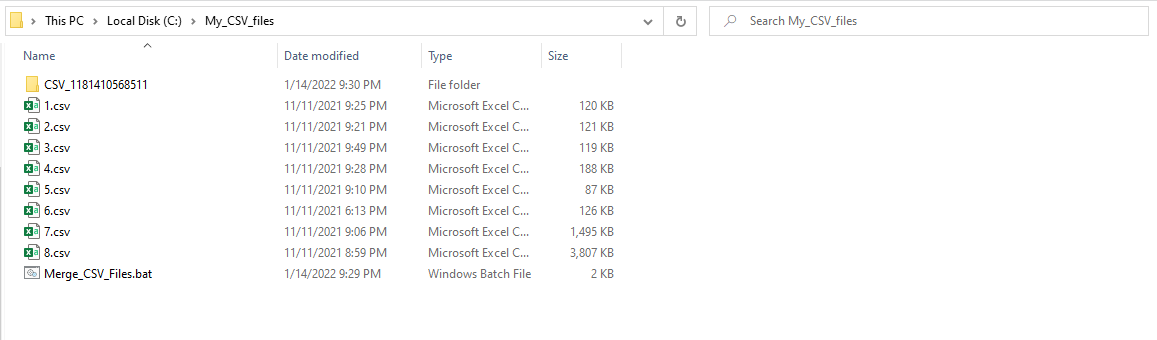 This PC > Local Disk (C:) > My_CSV_files Search My_CSV_files
Name Date modified Type Size
CSV_1181410568511 1/14/2022 9:30 PM File folder
1.csv 11/11/2021 9:25 PM Microsoft Excel C... 120 KB
2.csv 11/11/2021 9:21 PM Microsoft Excel C... 121 KB
3.csv 11/11/2021 9:49 PM Microsoft Excel C... 119 KB
4.csv 11/11/2021 9:28 PM Microsoft Excel C... 188 KB
5.csv 11/11/2021 9:10 PM Microsoft Excel C... 87 KB
6.csv 11/11/2021 6:13 PM Microsoft Excel C... 126 KB
7.csv 11/11/2021 9:06 PM Microsoft Excel C... 1,495 KB
8.csv 11/11/2021 8:59 PM Microsoft Excel C... 3,807 KB
Merge_CSV_Files.bat 1/14/2022 9:29 PM Windows Batch File 2 KB